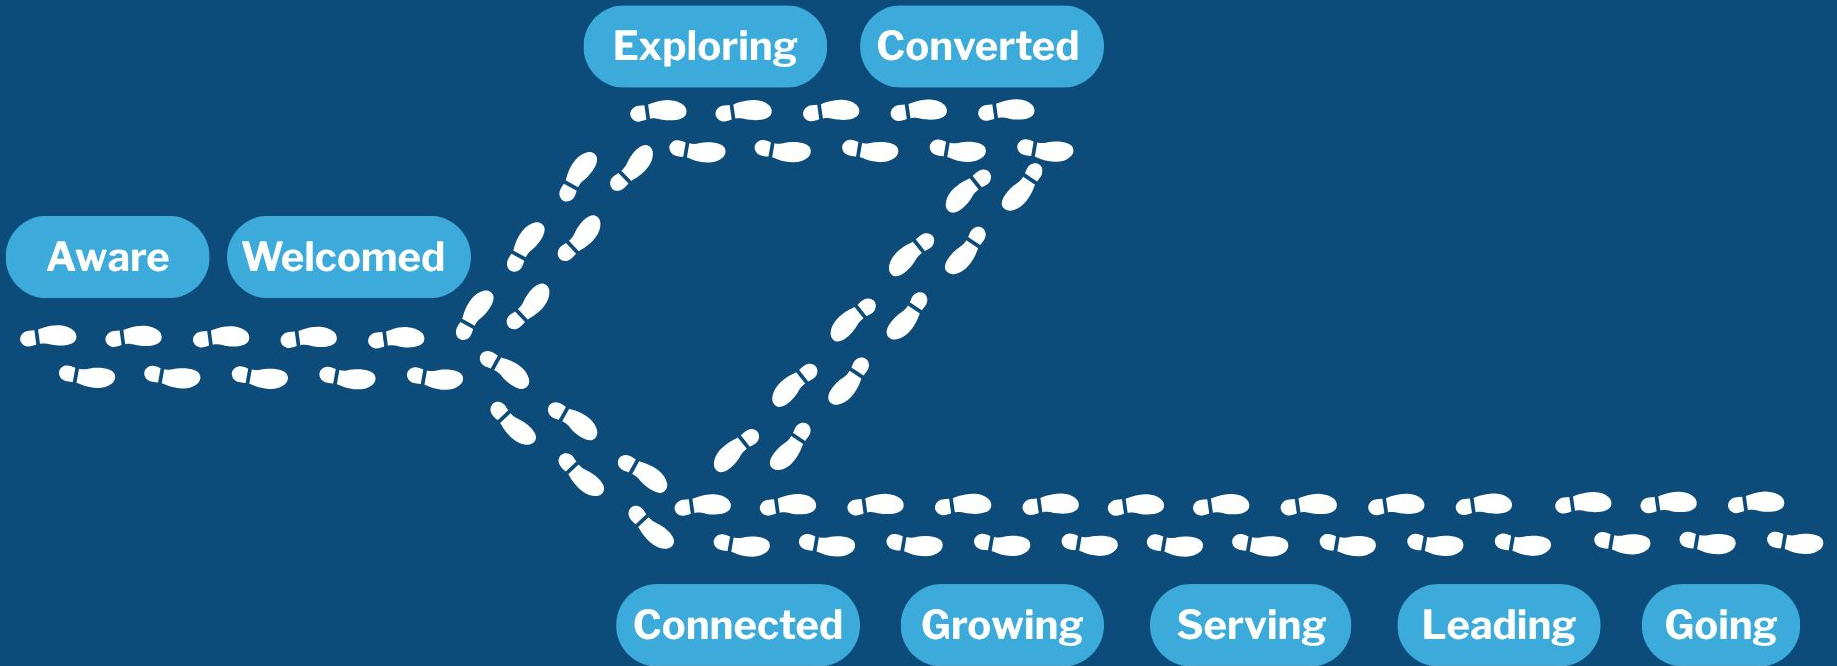 Exploring
Converted
Aware
Welcomed
Connected
Growing
Serving
Leading
Going